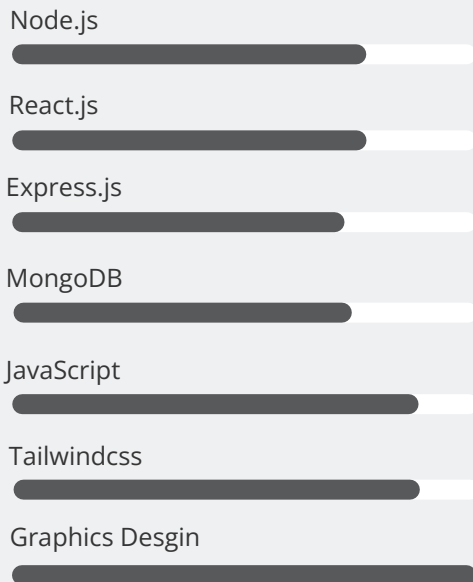 Node.js
React.js
Express.js
MongoDB
JavaScript
Tailwindcss
Graphics Desgin